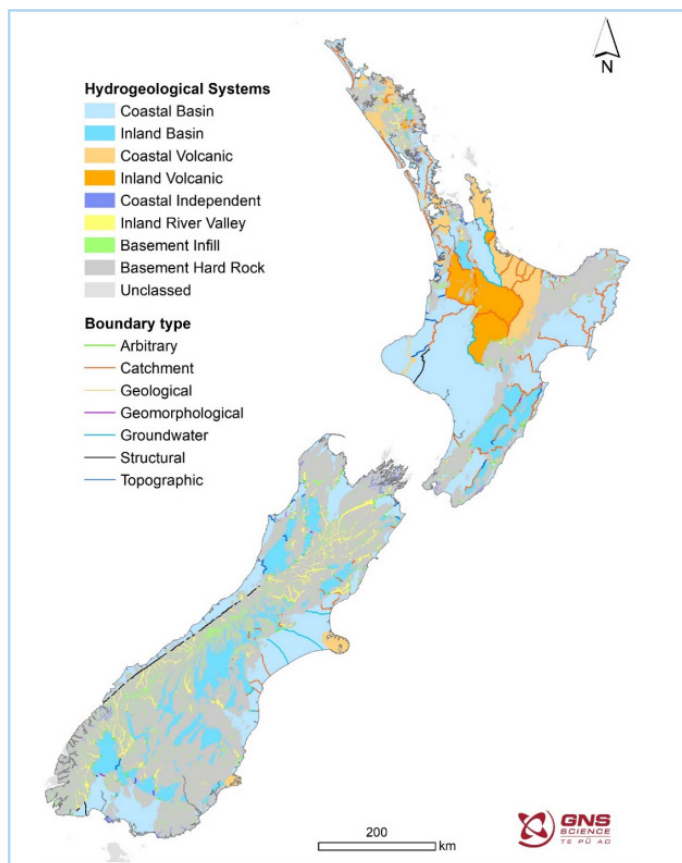 N
Hydrogeological Systems
Coastal Basin
Inland Basin
Coastal Volcanic
Inland Volcanic
Coastal Independent
Inland River Valley
Basement Infill
Basement Hard Rock
Unclassed
Boundary type
Arbitrary
Catchment
Geological
Geomorphological
Groundwater
Structural
Topographic
200
km
GNS
SCIENCE
TE PŪ AO